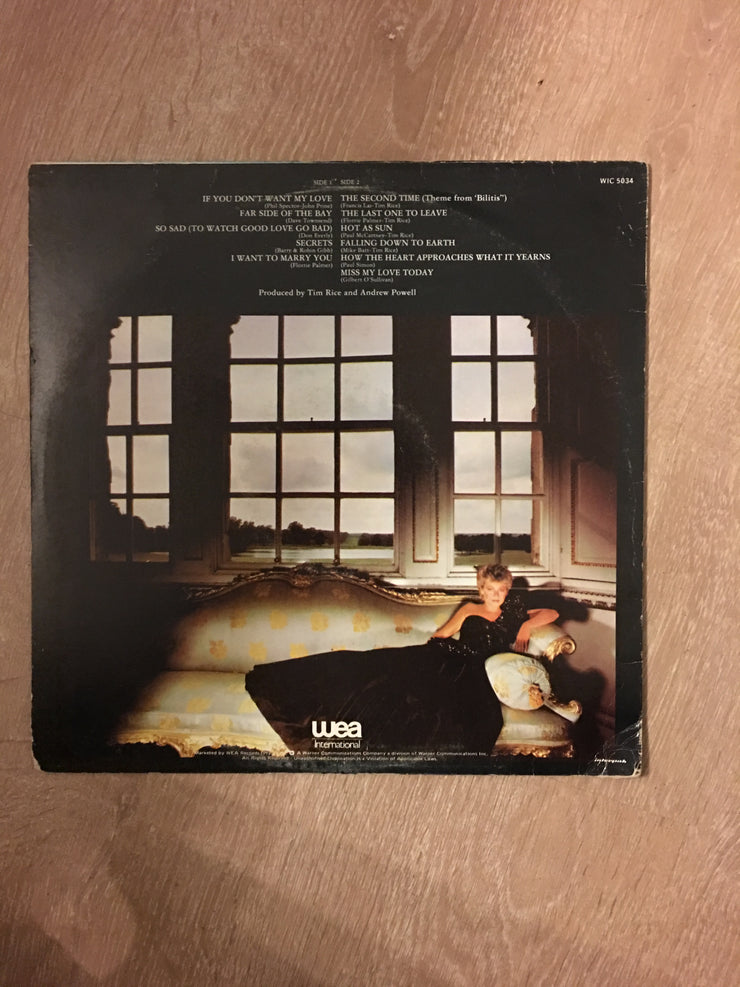 SIDE 1 SIDE 2
WIC 5034
IF YOU DON'T WANT MY LOVE
(Phil Spector-John Prine)
FAR SIDE OF THE BAY
(Dave Townsend)
SO SAD (TO WATCH GOOD LOVE GO BAD)
(Don Everly)
SECRETS
(Barry & Robin Gibb)
I WANT TO MARRY YOU
(Florrie Palmer)
THE SECOND TIME (Theme from 'Bilitis')
(Francis Lai-Tim Rice)
THE LAST ONE TO LEAVE
(Florrie Palmer-Tim Rice)
HOT AS SUN
(Paul McCartney-Tim Rice)
FALLING DOWN TO EARTH
(Mike Batt-Tim Rice)
HOW THE HEART APPROACHES WHAT IT YEARNS
(Paul Simon)
MISS MY LOVE TODAY
(Gilbert O'Sullivan)
Produced by Tim Rice and Andrew Powell
wea
International
Marketed by WEA Records A Warner Communications Company a division of Warner Communications Inc.
All Rights Reserved Unauthorised Duplication is a Violation of Applicable Laws.